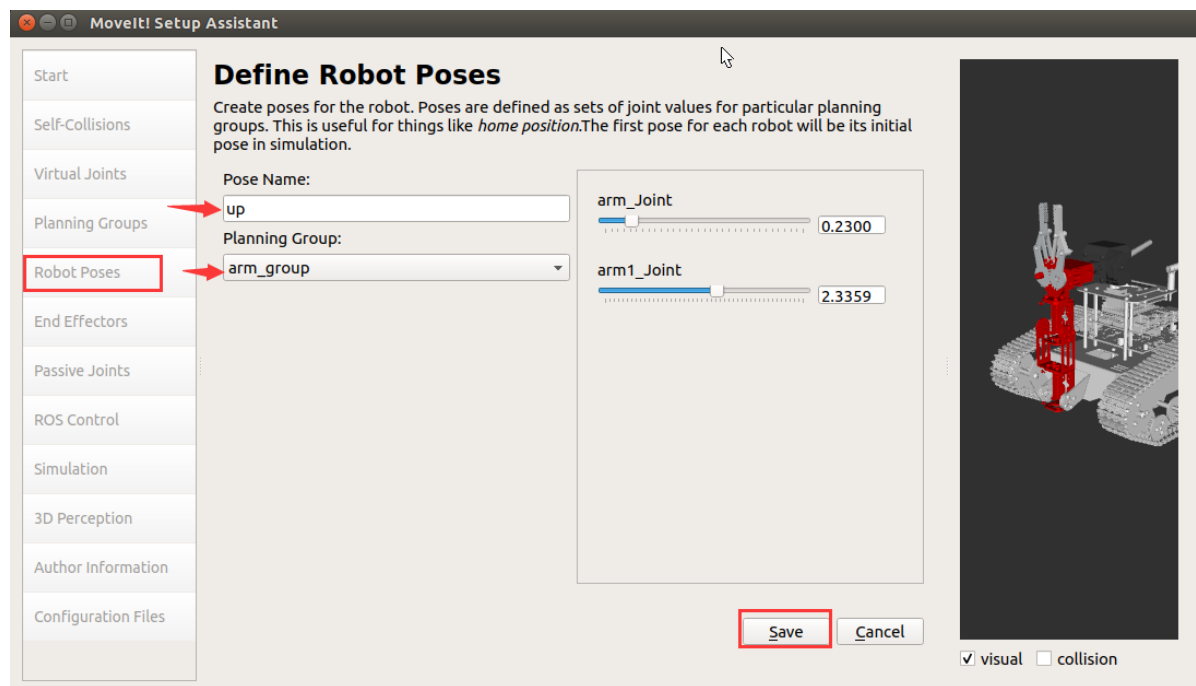 MoveIt! Setup Assistant
Start
Self-Collisions
Virtual Joints
Planning Groups
Robot Poses
End Effectors
Passive Joints
ROS Control
Simulation
3D Perception
Author Information
Configuration Files
Define Robot Poses
Create poses for the robot. Poses are defined as sets of joint values for particular planning
groups. This is useful for things like home position.The first pose for each robot will be its initial
pose in simulation.
Pose Name:
up
Planning Group:
arm_group
arm_Joint
0.2300
arm1_Joint
2.3359
Save
Cancel
visual
collision